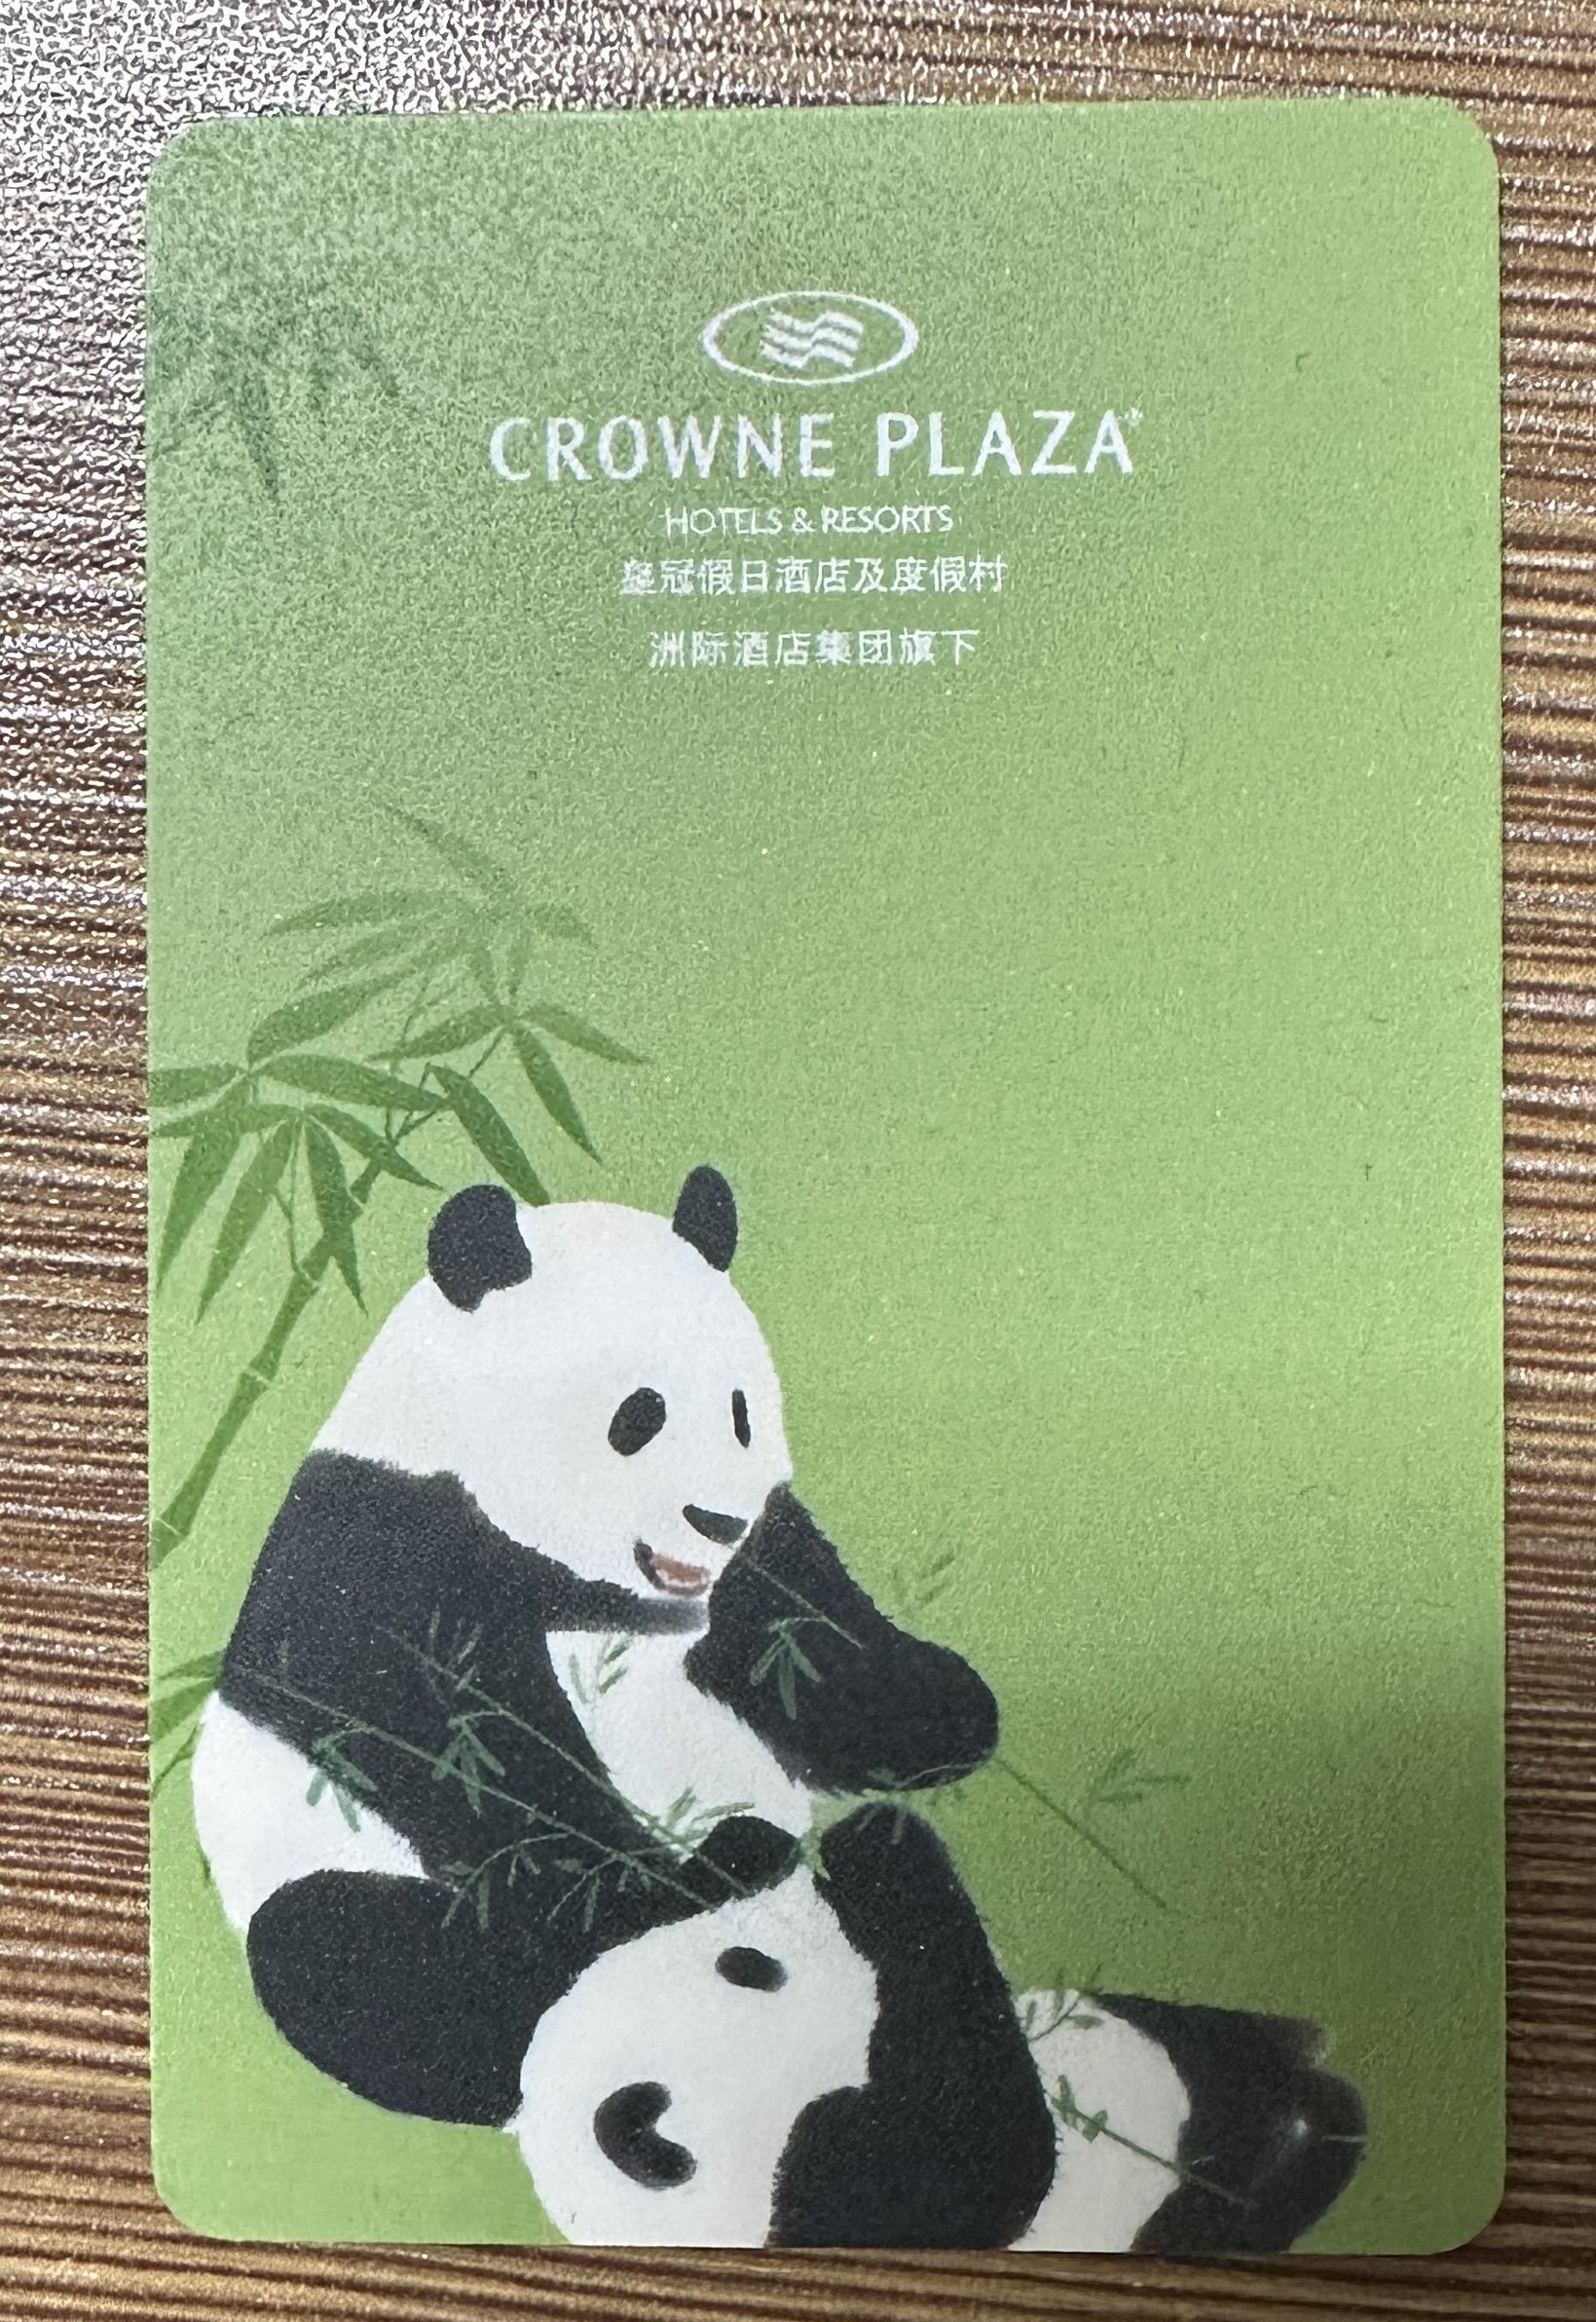 CROWNE PLAZA
HOTELS & RESORTS
皇冠假日酒店及度假村
洲际酒店集团旗下